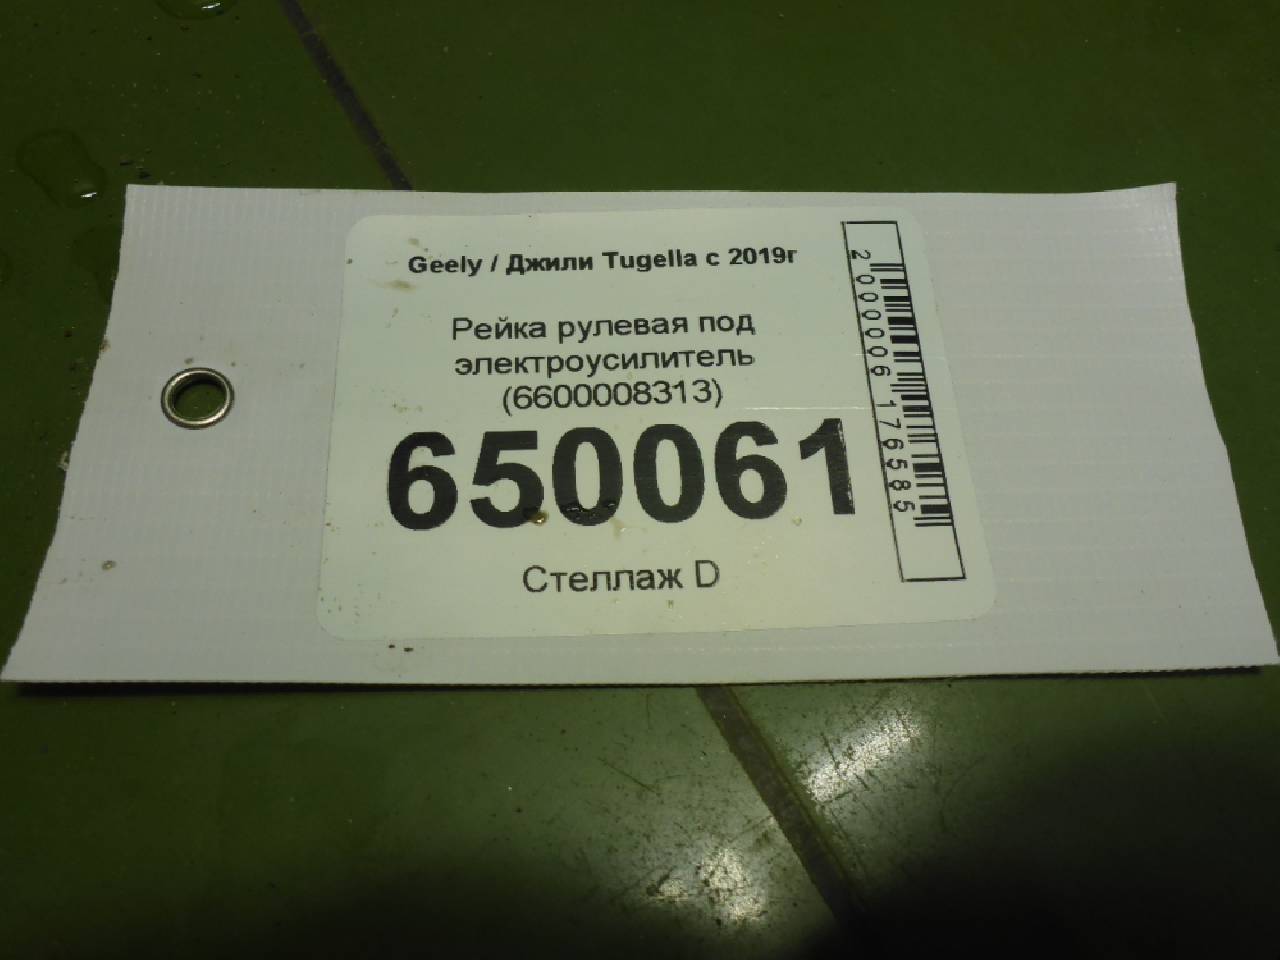 Geely / Джили Tugella с 2019г
Рейка рулевая под
электроусилитель
(6600008313)
650061
Стеллаж D
2000006176585